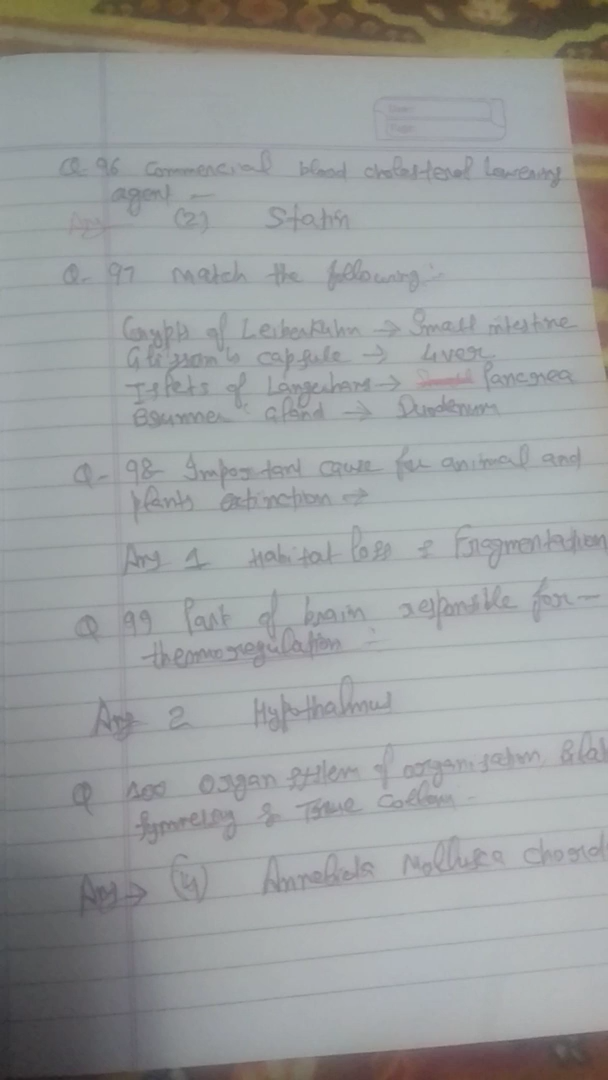 Q 96 Commercial blood cholesterol lowering
agent -
Ans (2) Statin
Q- 97 Match the following :-
Crypts of Leiberkuhn → Small intestine
Glisson's capsule → Liver
Islets of Langerhans → Pancrea
Brunner gland → Duodenum
Q- 98 Important cause for animal and
plants extinction →
Ans 1 Habitat loss & Fragmentation
Q 99 Part of brain responsible for -
thermoregulation :-
Ans 2 Hypothalmus
Q 100 Organ system of organisation,
symmetry & True Coelom -
Ans → (4) Annelida Mollusca Chord